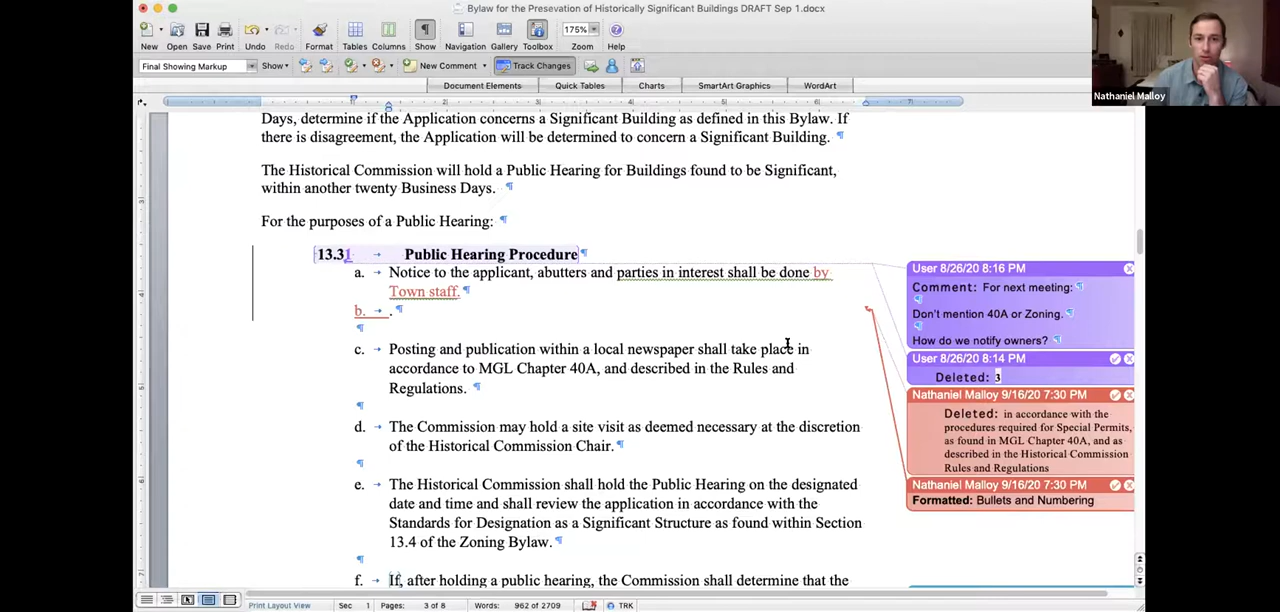 Bylaw for the Presevation of Historically Significant Buildings DRAFT Sep 1.docx
175%
New Open Save Print Undo Redo Format Tables Columns Show Navigation Gallery Toolbox Zoom Help
Final Showing Markup Show New Comment Track Changes
Document Elements Quick Tables Charts SmartArt Graphics WordArt
Nathaniel Malloy
Days, determine if the Application concerns a Significant Building as defined in this Bylaw. If
there is disagreement, the Application will be determined to concern a Significant Building. ¶
The Historical Commission will hold a Public Hearing for Buildings found to be Significant,
within another twenty Business Days. ¶
For the purposes of a Public Hearing: ¶
13.31 → Public Hearing Procedure ¶
a. → Notice to the applicant, abutters and parties in interest shall be done by
Town staff. ¶
b. → . ¶
¶
c. → Posting and publication within a local newspaper shall take place in
accordance to MGL Chapter 40A, and described in the Rules and
Regulations. ¶
¶
d. → The Commission may hold a site visit as deemed necessary at the discretion
of the Historical Commission Chair. ¶
¶
e. → The Historical Commission shall hold the Public Hearing on the designated
date and time and shall review the application in accordance with the
Standards for Designation as a Significant Structure as found within Section
13.4 of the Zoning Bylaw. ¶
¶
f. → If, after holding a public hearing, the Commission shall determine that the
User 8/26/20 8:16 PM
Comment: For next meeting: ¶
¶
Don't mention 40A or Zoning. ¶
¶
How do we notify owners? ¶
User 8/26/20 8:14 PM
Deleted: 3
Nathaniel Malloy 9/16/20 7:30 PM
Deleted: in accordance with the
procedures required for Special Permits,
as found in MGL Chapter 40A, and as
described in the Historical Commission
Rules and Regulations
Nathaniel Malloy 9/16/20 7:30 PM
Formatted: Bullets and Numbering
Print Layout View Sec 1 Pages: 3 of 8 Words: 962 of 2709 TRK